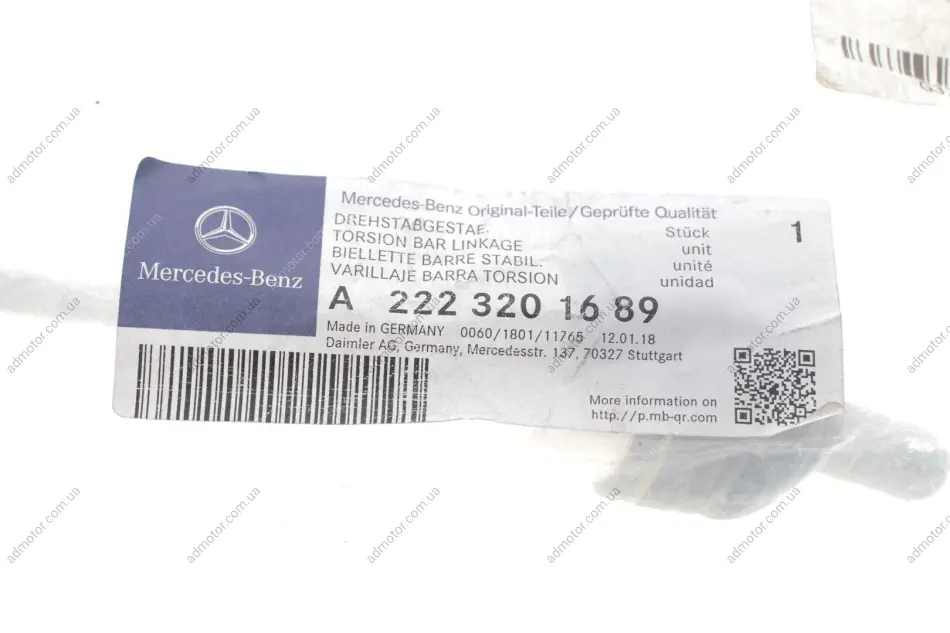 Mercedes-Benz
Mercedes-Benz Original-Teile/Geprüfte Qualität
DREHSTABGESTAE.
TORSION BAR LINKAGE
BIELLETTE BARRE STABIL.
VARILLAJE BARRA TORSION
Stück
unit
unité
unidad
1
A 222 320 16 89
Made in GERMANY 0060/1801/11765 12.01.18
Daimler AG, Germany, Mercedesstr. 137, 70327 Stuttgart
More information on
http://p.mb-qr.com
admotor.com.ua